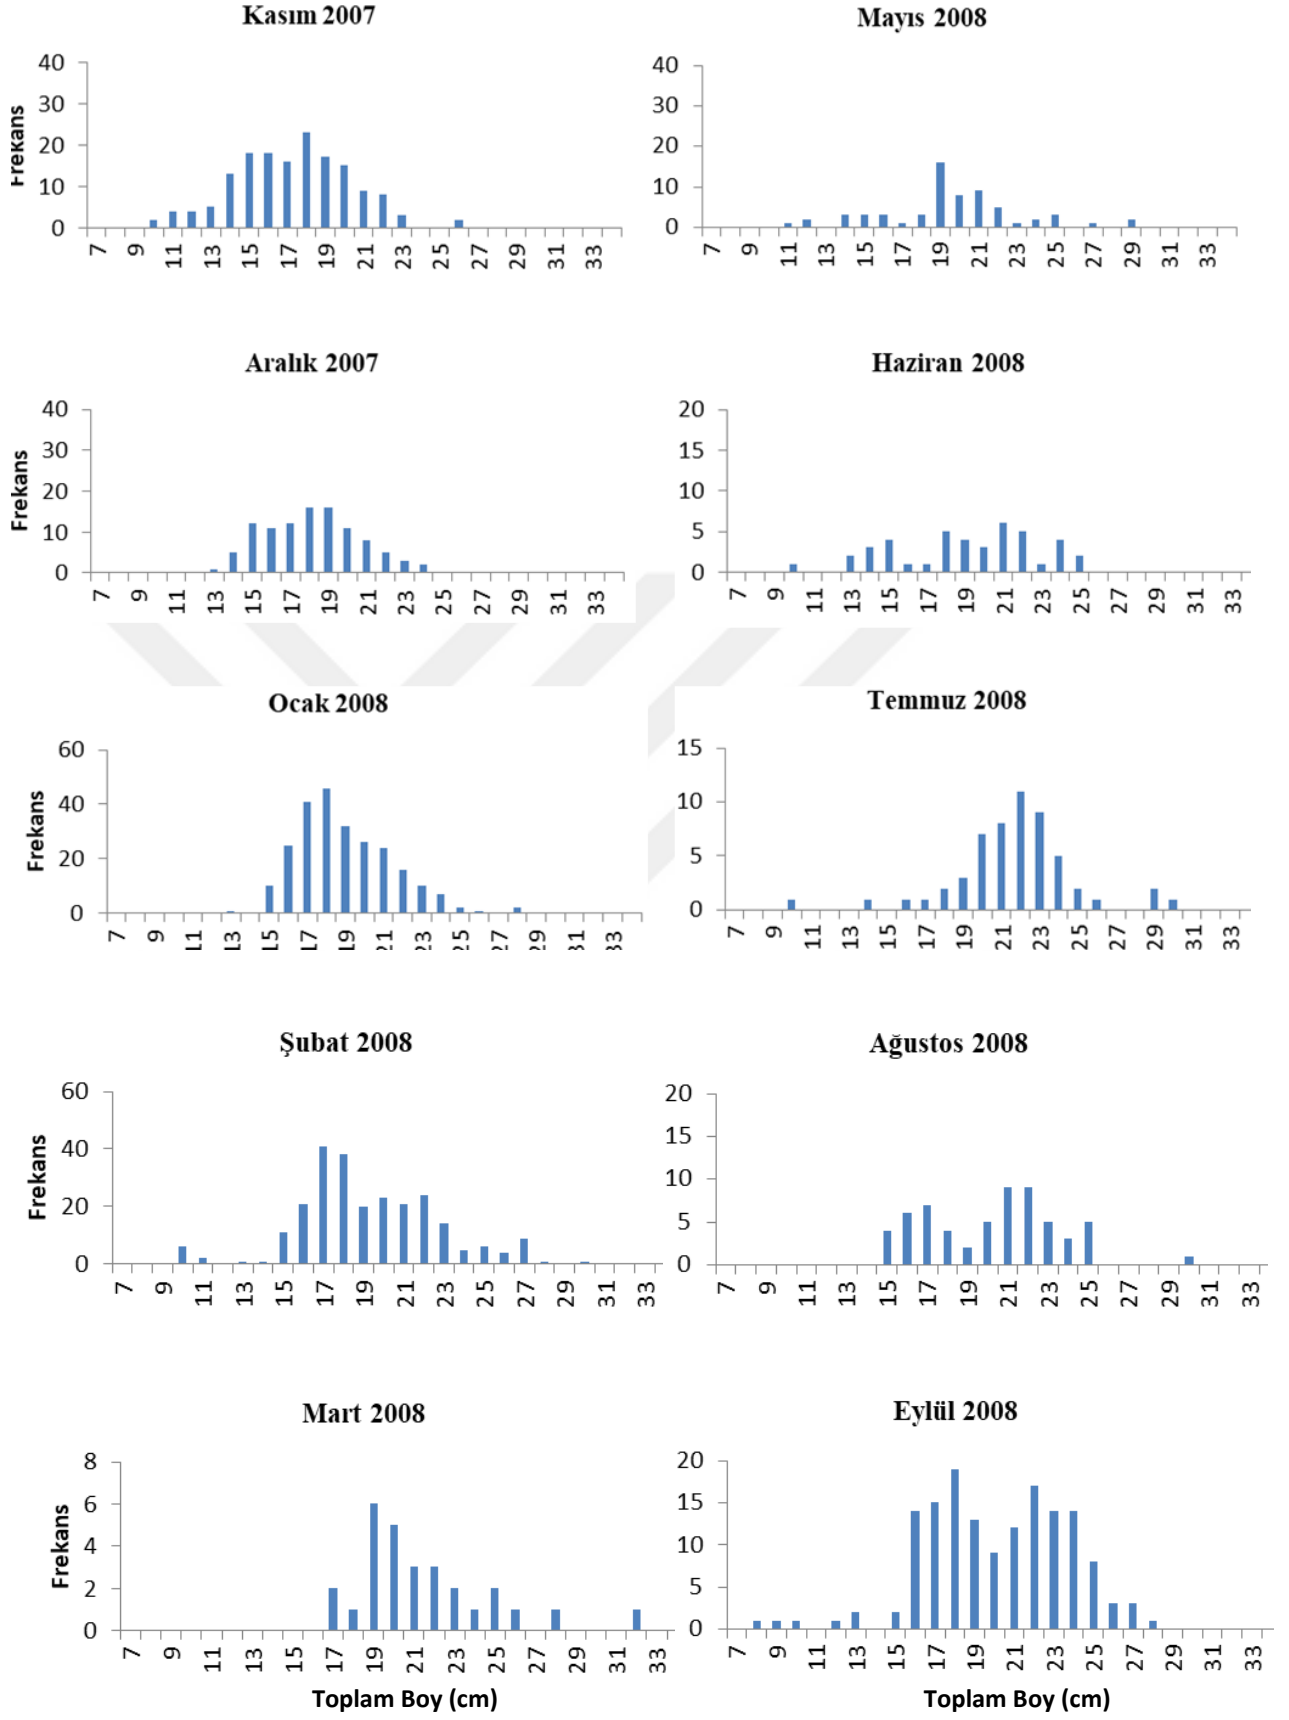 Kasım 2007
40
30
20
10
0
Frekans
7 9 11 13 15 17 19 21 23 25 27 29 31 33
Mayıs 2008
40
30
20
10
0
7 9 11 13 15 17 19 21 23 25 27 29 31 33
Aralık 2007
40
30
20
10
0
Frekans
7 9 11 13 15 17 19 21 23 25 27 29 31 33
Haziran 2008
20
15
10
5
0
7 9 11 13 15 17 19 21 23 25 27 29 31 33
Ocak 2008
60
40
20
0
Frekans
7 9 11 13 15 17 19 21 23 25 27 29 31 33
Temmuz 2008
15
10
5
0
7 9 11 13 15 17 19 21 23 25 27 29 31 33
Şubat 2008
60
40
20
0
Frekans
7 9 11 13 15 17 19 21 23 25 27 29 31 33
Ağustos 2008
20
15
10
5
0
7 9 11 13 15 17 19 21 23 25 27 29 31 33
Mart 2008
8
6
4
2
0
Frekans
7 9 11 13 15 17 19 21 23 25 27 29 31 33
Toplam Boy (cm)
Eylül 2008
20
15
10
5
0
7 9 11 13 15 17 19 21 23 25 27 29 31 33
Toplam Boy (cm)